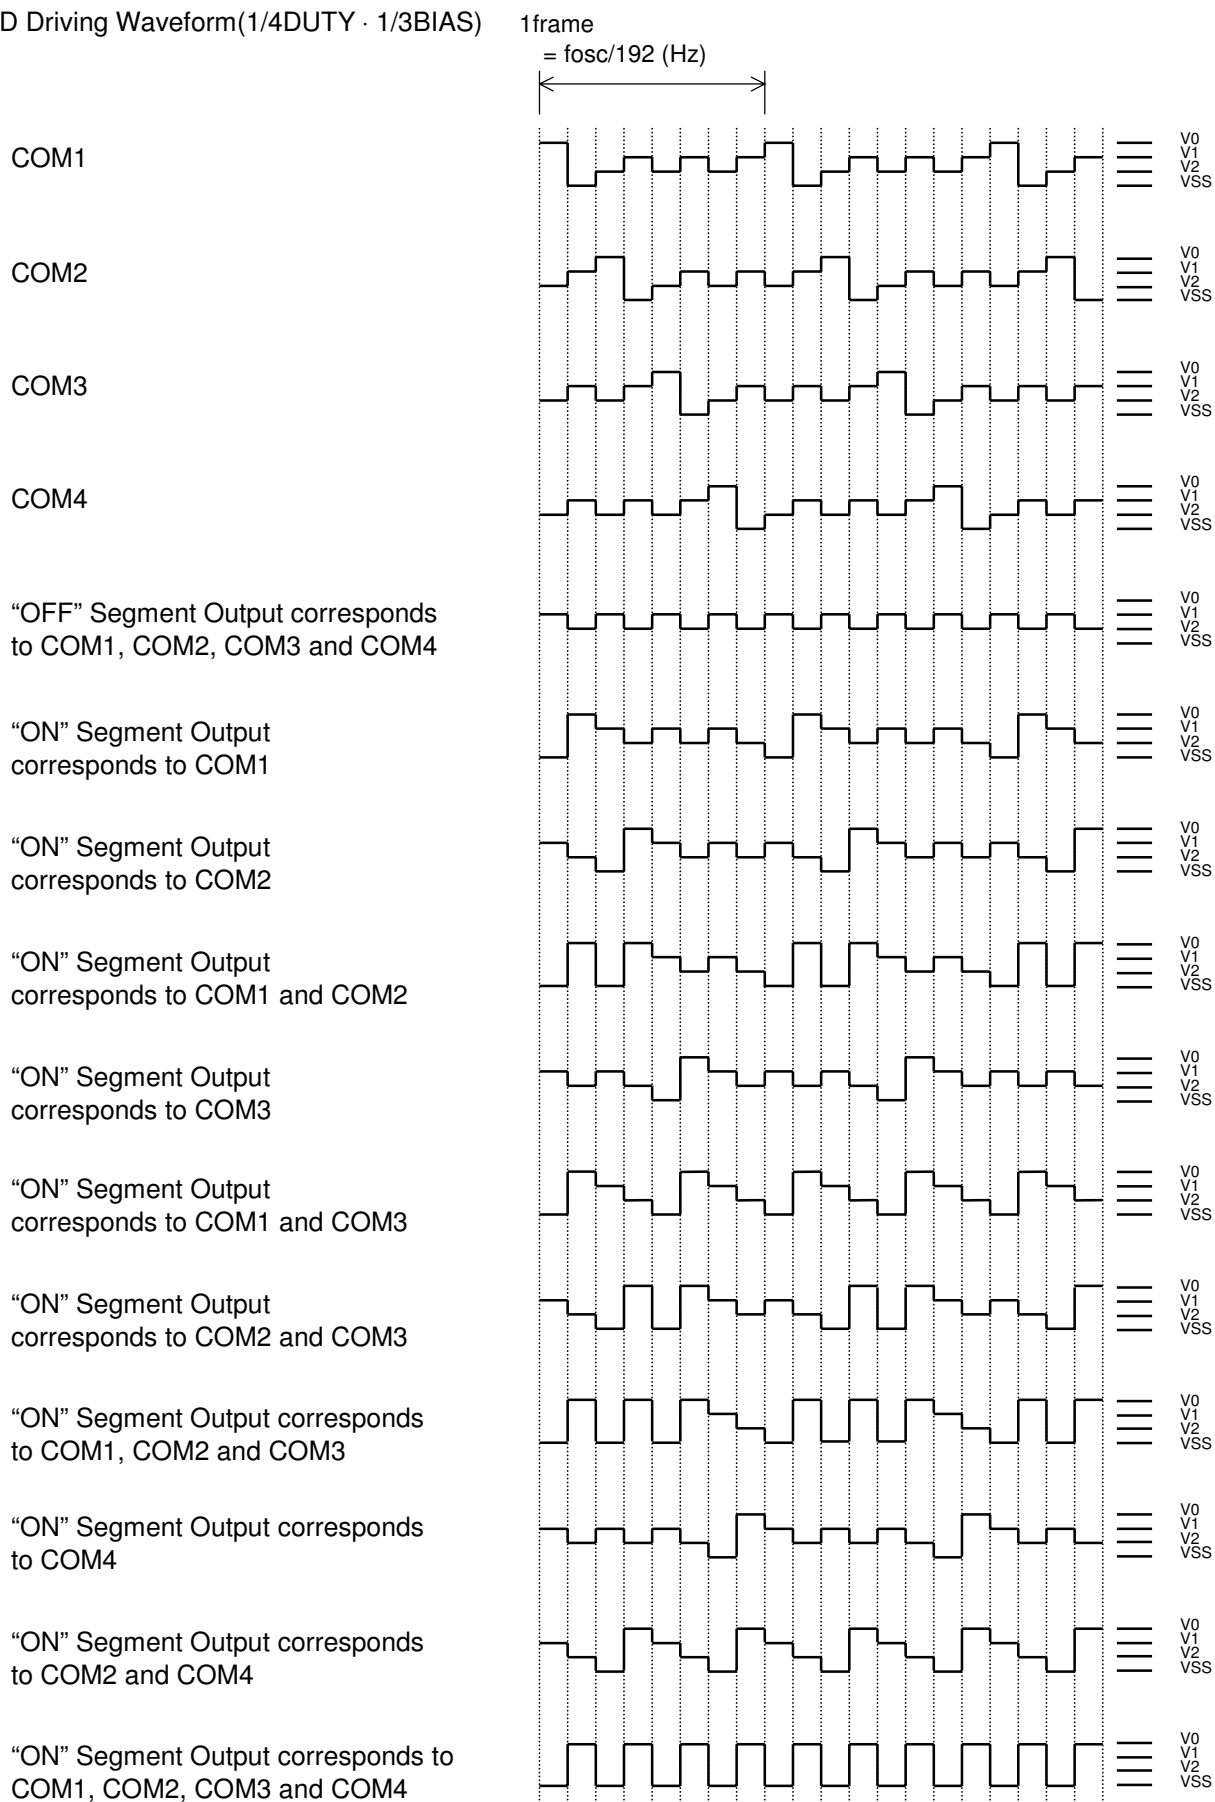 D Driving Waveform(1/4DUTY · 1/3BIAS)
1frame
= fosc/192 (Hz)
COM1
V0
V1
V2
VSS
COM2
V0
V1
V2
VSS
COM3
V0
V1
V2
VSS
COM4
V0
V1
V2
VSS
“OFF” Segment Output corresponds
to COM1, COM2, COM3 and COM4
V0
V1
V2
VSS
“ON” Segment Output
corresponds to COM1
V0
V1
V2
VSS
“ON” Segment Output
corresponds to COM2
V0
V1
V2
VSS
“ON” Segment Output
corresponds to COM1 and COM2
V0
V1
V2
VSS
“ON” Segment Output
corresponds to COM3
V0
V1
V2
VSS
“ON” Segment Output
corresponds to COM1 and COM3
V0
V1
V2
VSS
“ON” Segment Output
corresponds to COM2 and COM3
V0
V1
V2
VSS
“ON” Segment Output corresponds
to COM1, COM2 and COM3
V0
V1
V2
VSS
“ON” Segment Output corresponds
to COM4
V0
V1
V2
VSS
“ON” Segment Output corresponds
to COM2 and COM4
V0
V1
V2
VSS
“ON” Segment Output corresponds to
COM1, COM2, COM3 and COM4
V0
V1
V2
VSS